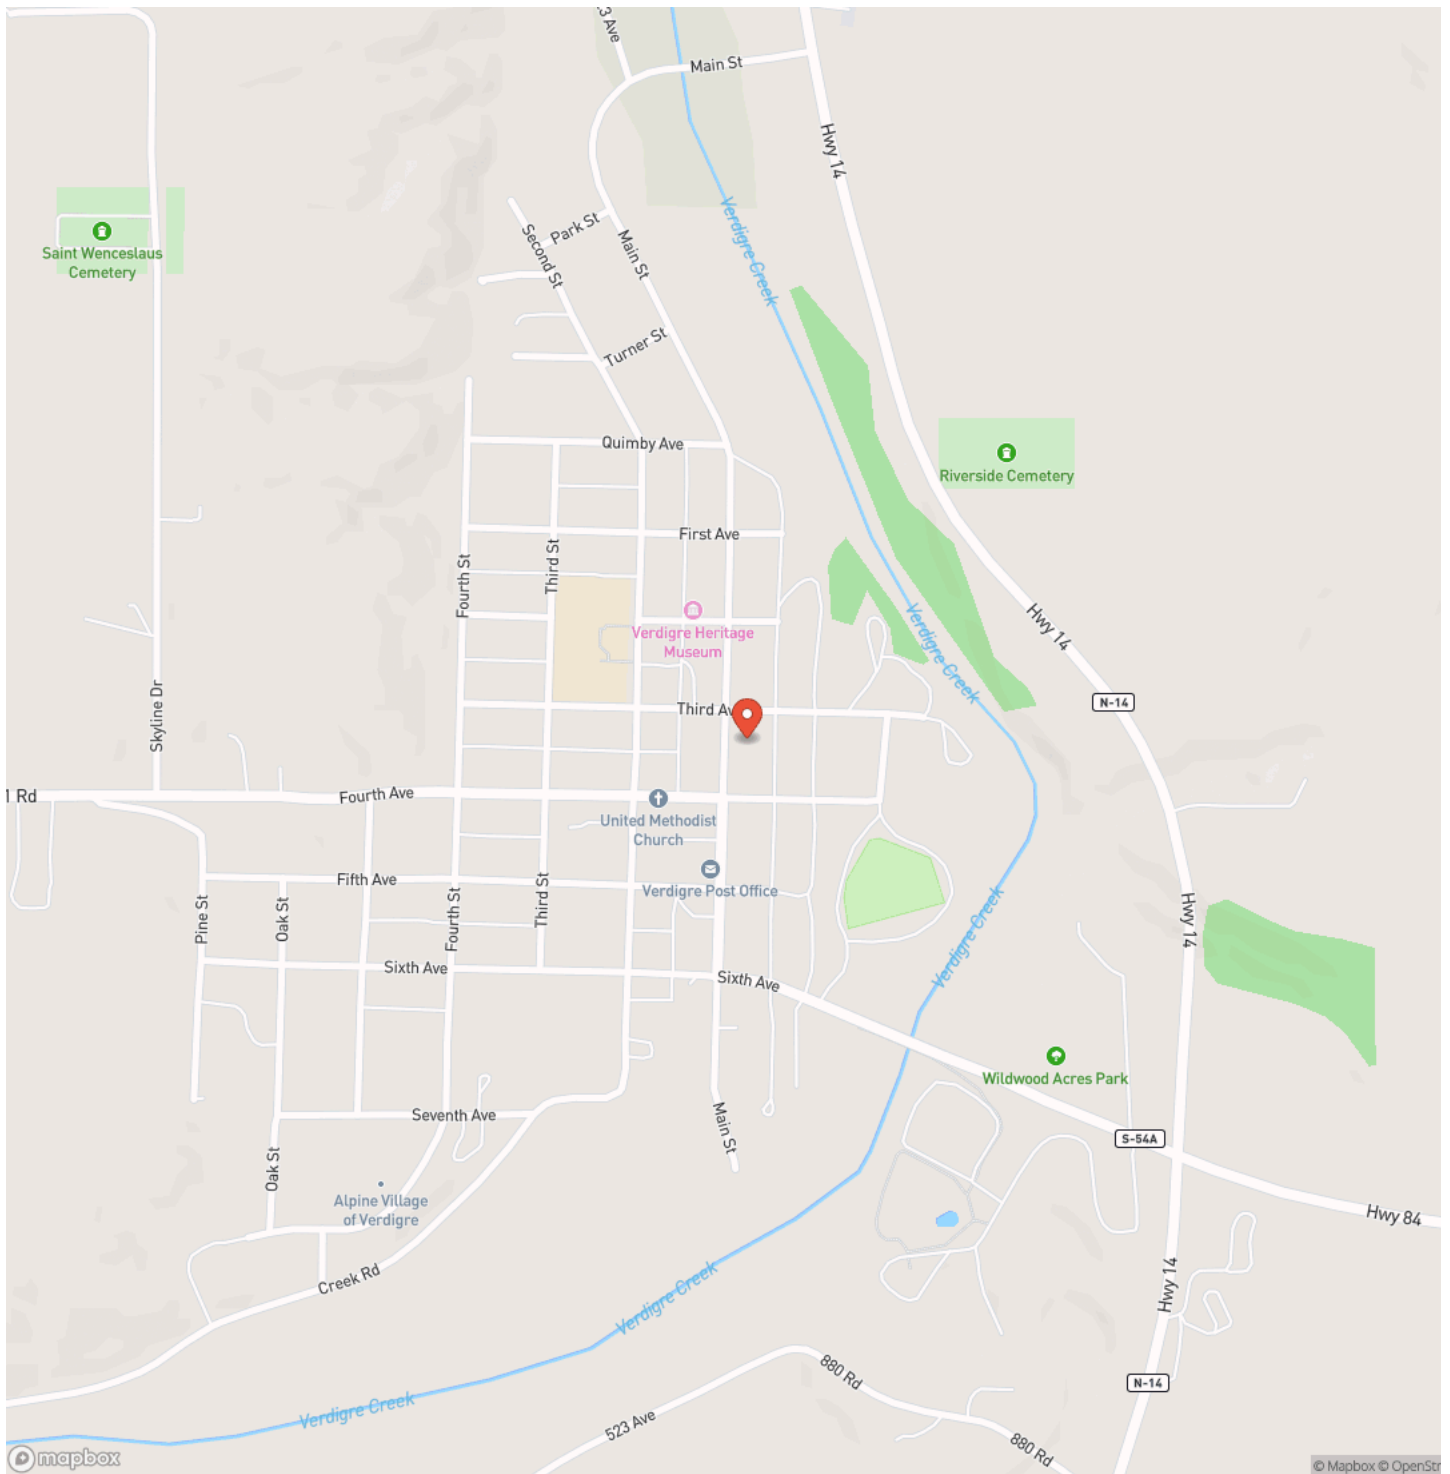 3 Ave
Main St
Hwy 14
Verdigre Creek
Saint Wenceslaus
Cemetery
Park St
Second St
Main St
Turner St
Quimby Ave
Riverside Cemetery
First Ave
Third St
Fourth St
Verdigre Heritage
Museum
Verdigre Creek
Hwy 14
Skyline Dr
Third Av
N-14
1 Rd
Fourth Ave
United Methodist
Church
Fifth Ave
Verdigre Post Office
Pine St
Oak St
Fourth St
Third St
Verdigre Creek
Hwy 14
Sixth Ave
Sixth Ave
Wildwood Acres Park
Seventh Ave
Main St
S-54A
Oak St
Alpine Village
of Verdigre
Hwy 84
Creek Rd
Verdigre Creek
Hwy 14
880 Rd
N-14
Verdigre Creek
523 Ave
880 Rd
mapbox
© Mapbox © OpenStr